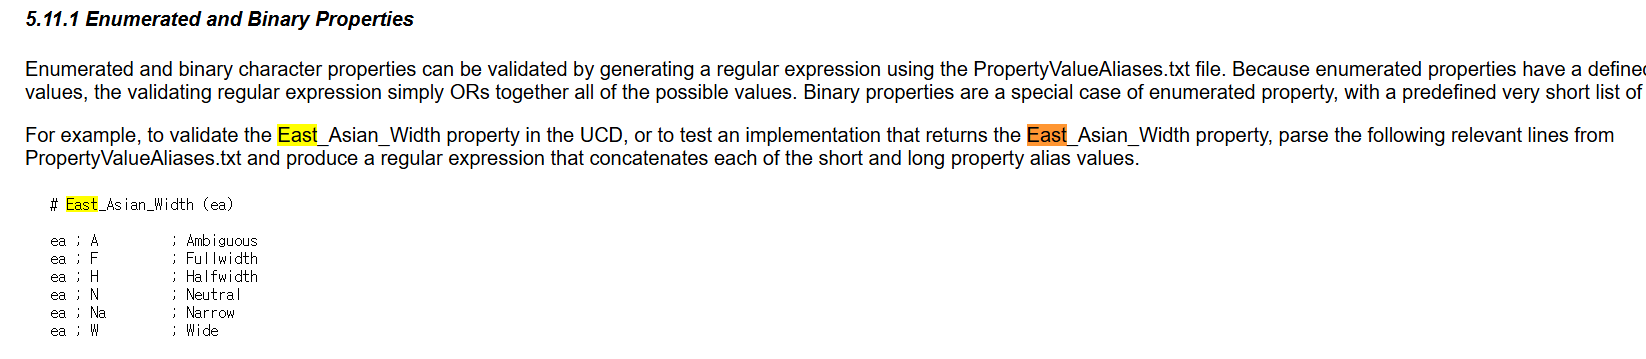 5.11.1 Enumerated and Binary Properties
Enumerated and binary character properties can be validated by generating a regular expression using the PropertyValueAliases.txt file. Because enumerated properties have a define
values, the validating regular expression simply ORs together all of the possible values. Binary properties are a special case of enumerated property, with a predefined very short list of
For example, to validate the East_Asian_Width property in the UCD, or to test an implementation that returns the East_Asian_Width property, parse the following relevant lines from
PropertyValueAliases.txt and produce a regular expression that concatenates each of the short and long property alias values.
# East_Asian_Width (ea)
ea ; A ; Ambiguous
ea ; F ; Fullwidth
ea ; H ; Halfwidth
ea ; N ; Neutral
ea ; Na ; Narrow
ea ; W ; Wide